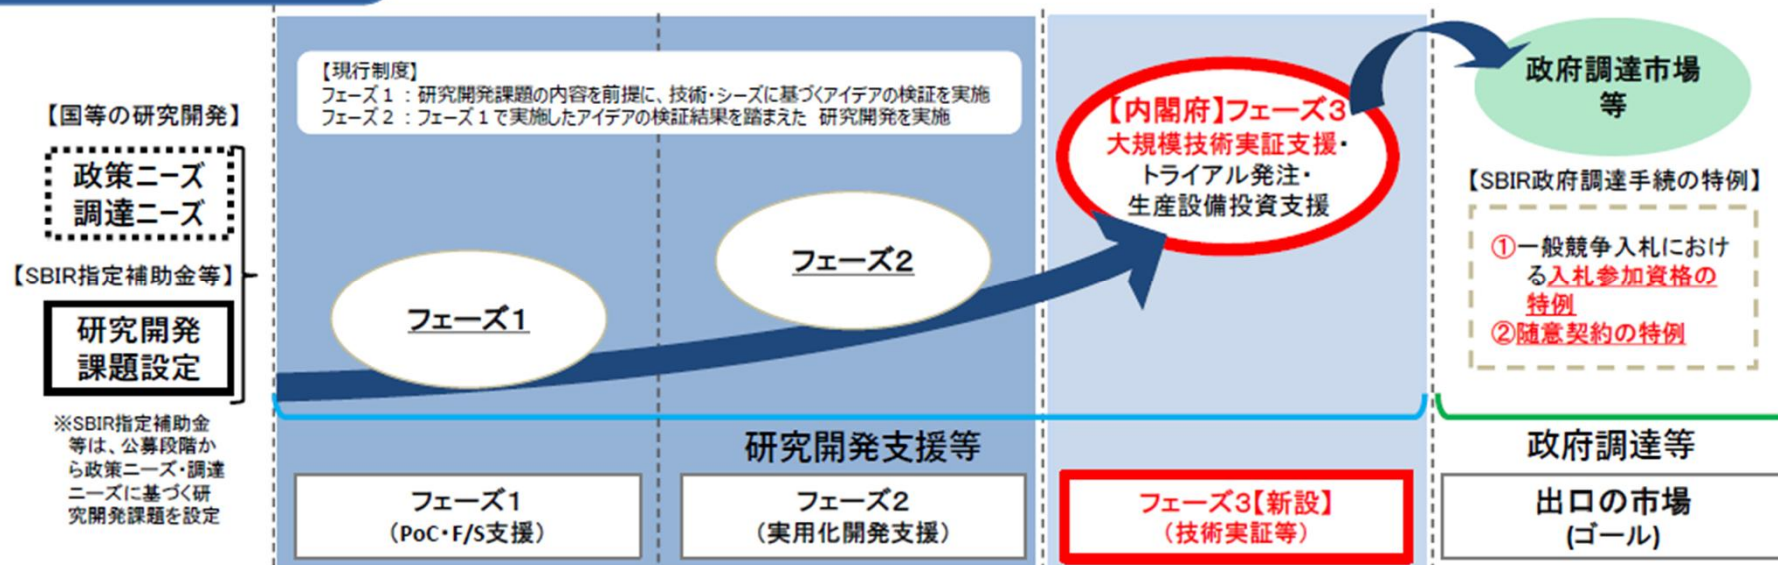 【国等の研究開発】
政策ニーズ
調達ニーズ
【SBIR指定補助金等】
研究開発
課題設定
※SBIR指定補助金
等は、公募段階か
ら政策ニーズ・調達
ニーズに基づく研
究開発課題を設定
【現行制度】
フェーズ1 : 研究開発課題の内容を前提に、技術・シーズに基づくアイデアの検証を実施
フェーズ2 : フェーズ1で実施したアイデアの検証結果を踏まえた 研究開発を実施
フェーズ1
フェーズ2
【内閣府】フェーズ3
大規模技術実証支援・
トライアル発注・
生産設備投資支援
政府調達市場
等
【SBIR政府調達手続の特例】
①一般競争入札におけ
る入札参加資格の
特例
②随意契約の特例
研究開発支援等
政府調達等
フェーズ1
（PoC・F/S支援）
フェーズ2
（実用化開発支援）
フェーズ3【新設】
（技術実証等）
出口の市場
(ゴール)